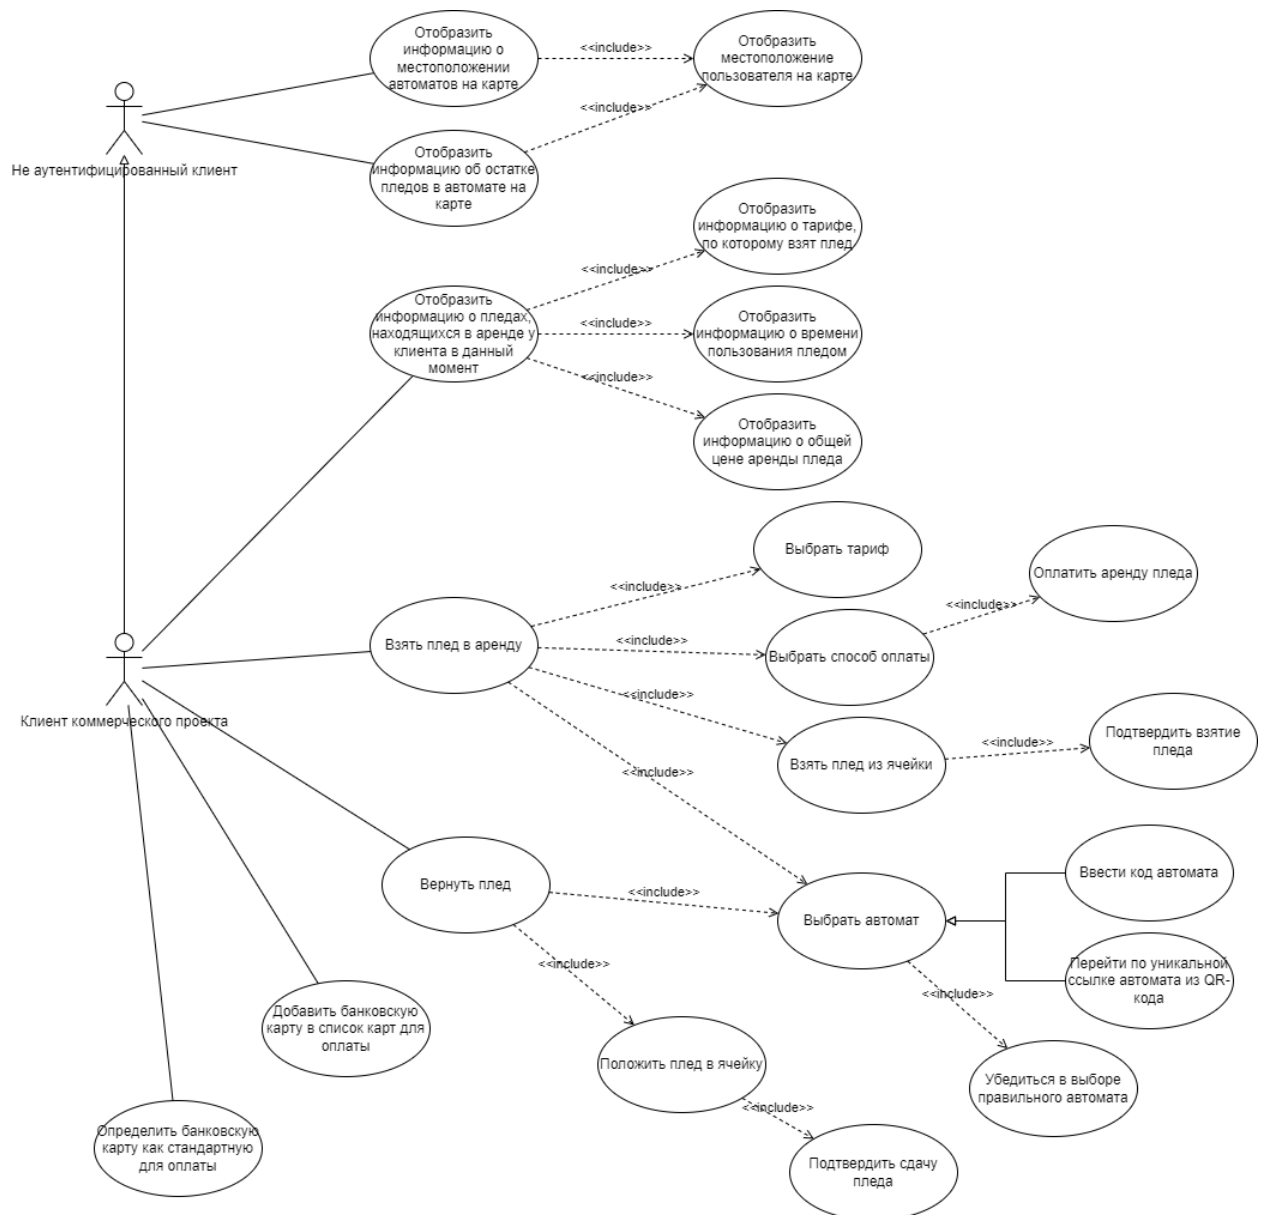 Отобразить
информацию о
местоположении
автоматов на карте
<<include>>
Отобразить
местоположение
пользователя на карте
<<include>>
Не аутентифицированный клиент
Отобразить
информацию об остатке
пледов в автомате на
карте
Отобразить
информацию о тарифе,
по которому взят плед
<<include>>
Отобразить
информацию о пледах,
находящихся в аренде у
клиента в данный
момент
<<include>>
Отобразить
информацию о времени
пользования пледом
<<include>>
Отобразить
информацию о общей
цене аренды пледа
Выбрать тариф
<<include>>
Оплатить аренду пледа
<<include>>
Взять плед в аренду
<<include>>
Выбрать способ оплаты
<<include>>
Клиент коммерческого проекта
Взять плед из ячейки
<<include>>
Подтвердить взятие
пледа
<<include>>
Вернуть плед
<<include>>
Выбрать автомат
Ввести код автомата
Перейти по уникальной
ссылке автомата из QR-
кода
<<include>>
<<include>>
Добавить банковскую
карту в список карт для
оплаты
Положить плед в ячейку
Убедиться в выборе
правильного автомата
<<include>>
Определить банковскую
карту как стандартную
для оплаты
Подтвердить сдачу
пледа